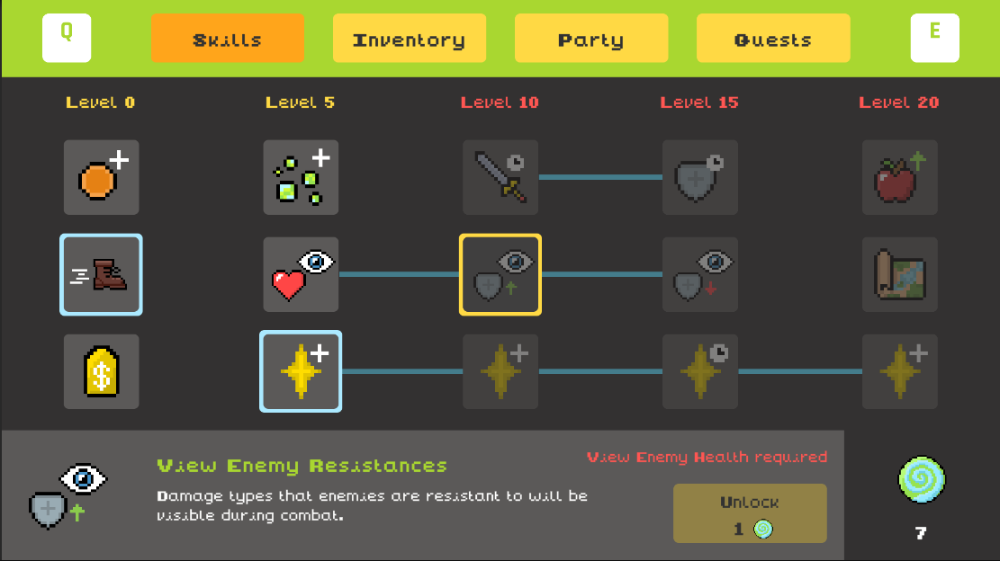 Q
Skills
Inventory
Party
Quests
E
Level 0
Level 5
Level 10
Level 15
Level 20
$
View Enemy Resistances
View Enemy Health required
Damage types that enemies are resistant to will be
visible during combat.
Unlock
1
7